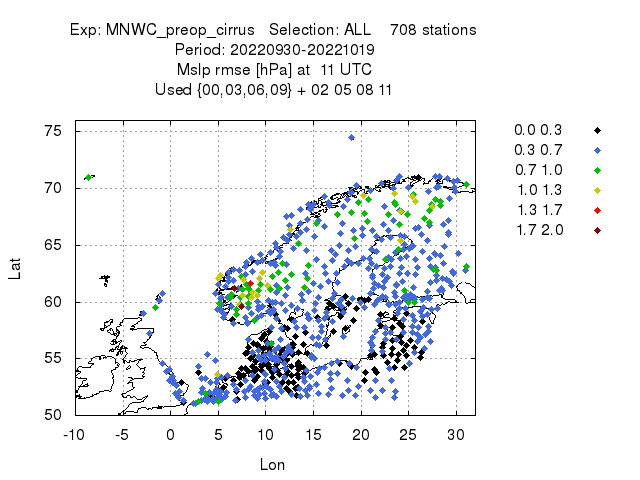 Exp: MNWC_preop_cirrus   Selection: ALL    708 stations
Period: 20220930-20221019
Mslp rmse [hPa] at  11 UTC
Used {00,03,06,09} + 02 05 08 11
0.0 0.3
0.3 0.7
0.7 1.0
1.0 1.3
1.3 1.7
1.7 2.0
75
70
65
60
55
50
Lat
-10 -5 0 5 10 15 20 25 30
Lon